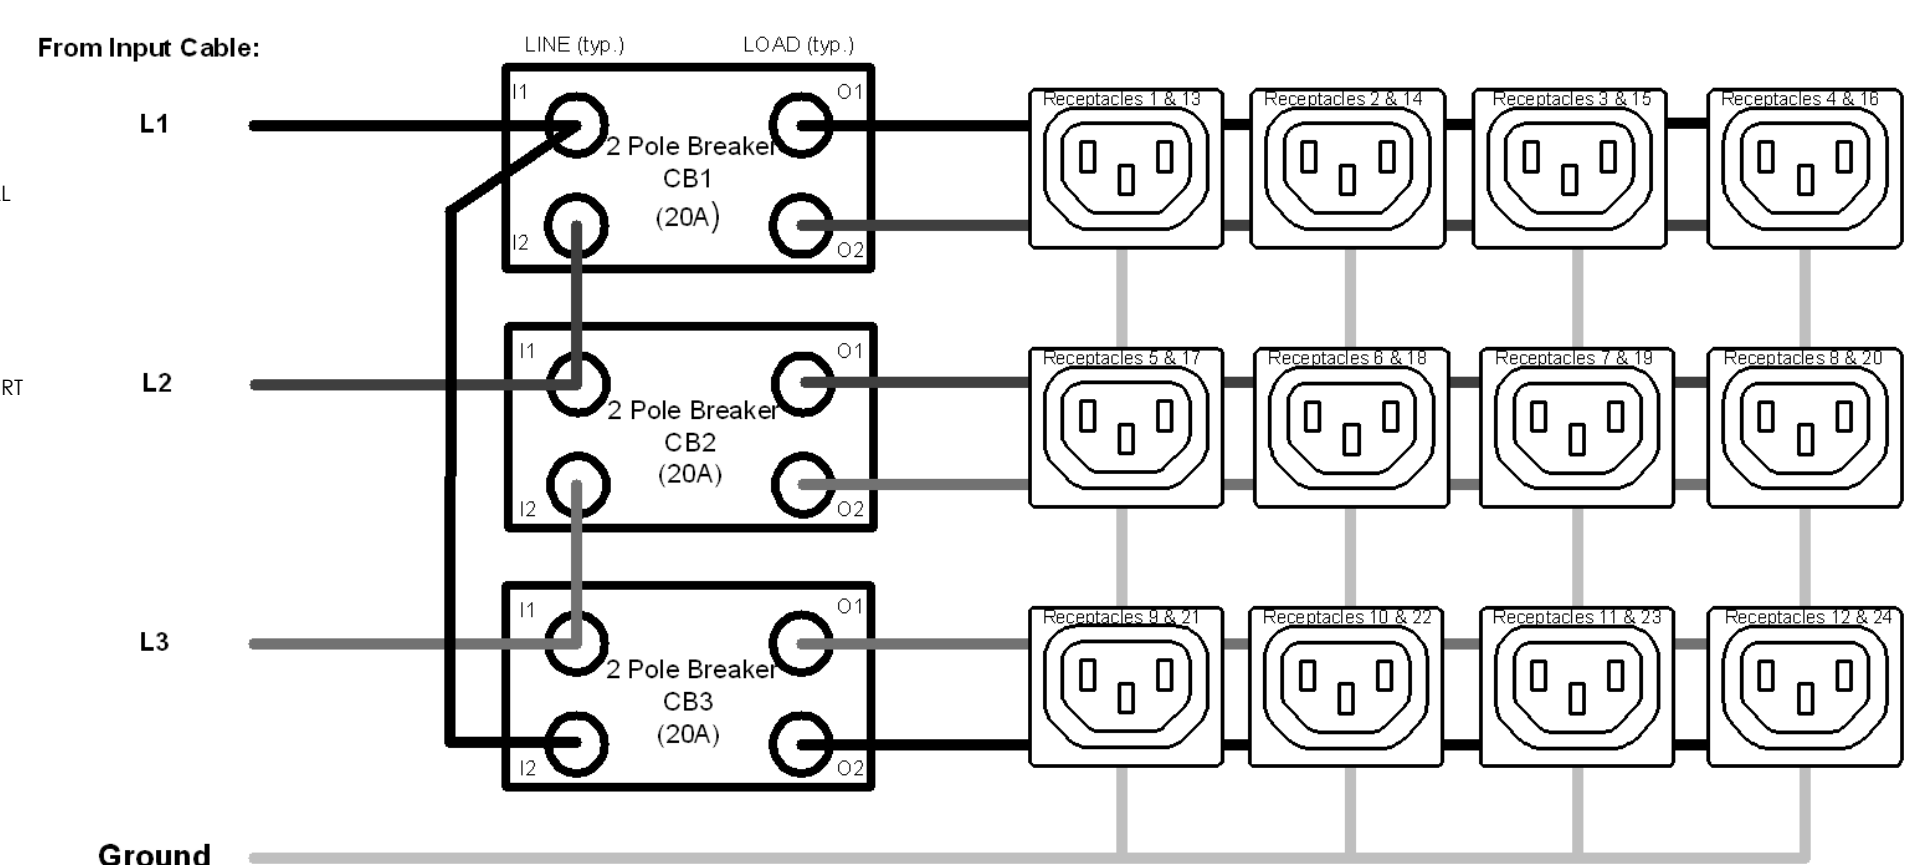 From Input Cable:
LINE (typ.)
LOAD (typ.)
I1
O1
L1
2 Pole Breaker
CB1
(20A)
I2
O2
Receptacles 1 & 13
Receptacles 2 & 14
Receptacles 3 & 15
Receptacles 4 & 16
L
I1
O1
L2
2 Pole Breaker
CB2
(20A)
I2
O2
Receptacles 5 & 17
Receptacles 6 & 18
Receptacles 7 & 19
Receptacles 8 & 20
RT
I1
O1
L3
2 Pole Breaker
CB3
(20A)
I2
O2
Receptacles 9 & 21
Receptacles 10 & 22
Receptacles 11 & 23
Receptacles 12 & 24
Ground